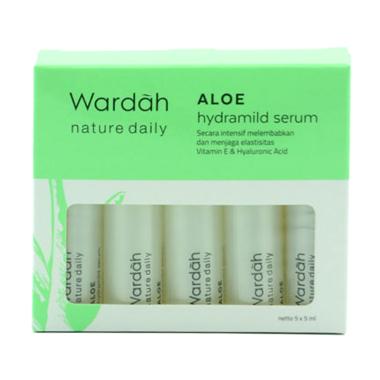 Wardah
nature daily
ALOE
hydramild serum
Secara intensif melembabkan
dan menjaga elastisitas
Vitamin E & Hyaluronic Acid
Wardah
nature daily
ALOE
Wardah
nature daily
ALOE
Wardah
nature daily
ALOE
Wardah
nature daily
ALOE
Wardah
nature daily
ALOE
netto 5 x 5 ml